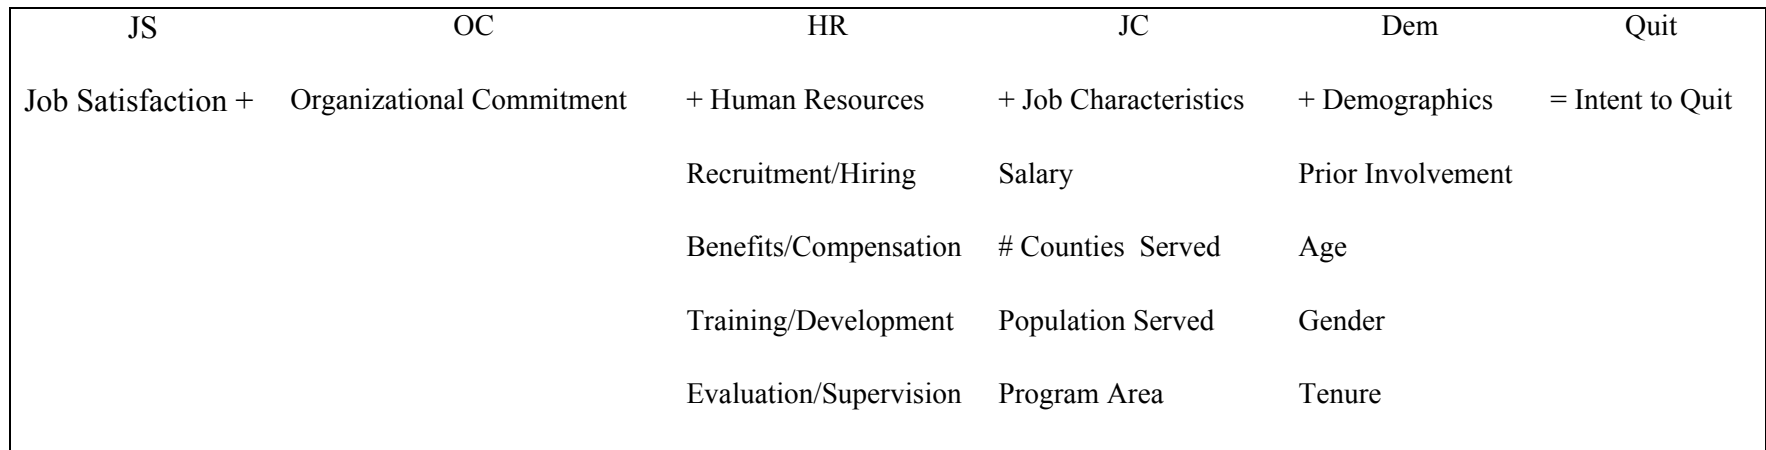 JS OC HR JC Dem Quit
Job Satisfaction + Organizational Commitment + Human Resources + Job Characteristics + Demographics = Intent to Quit
Recruitment/Hiring Salary Prior Involvement
Benefits/Compensation # Counties Served Age
Training/Development Population Served Gender
Evaluation/Supervision Program Area Tenure